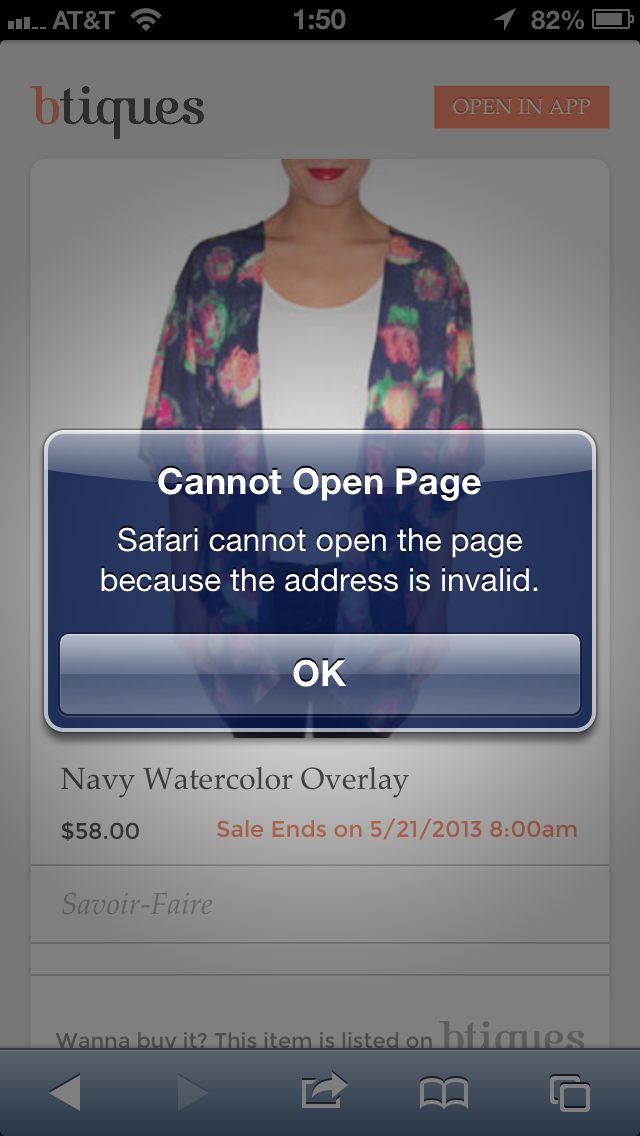 AT&T 1:50 82%
btiques OPEN IN APP
Cannot Open Page
Safari cannot open the page
because the address is invalid.
OK
Navy Watercolor Overlay
$58.00 Sale Ends on 5/21/2013 8:00am
Savoir-Faire
Wanna buy it? This item is listed on btiques